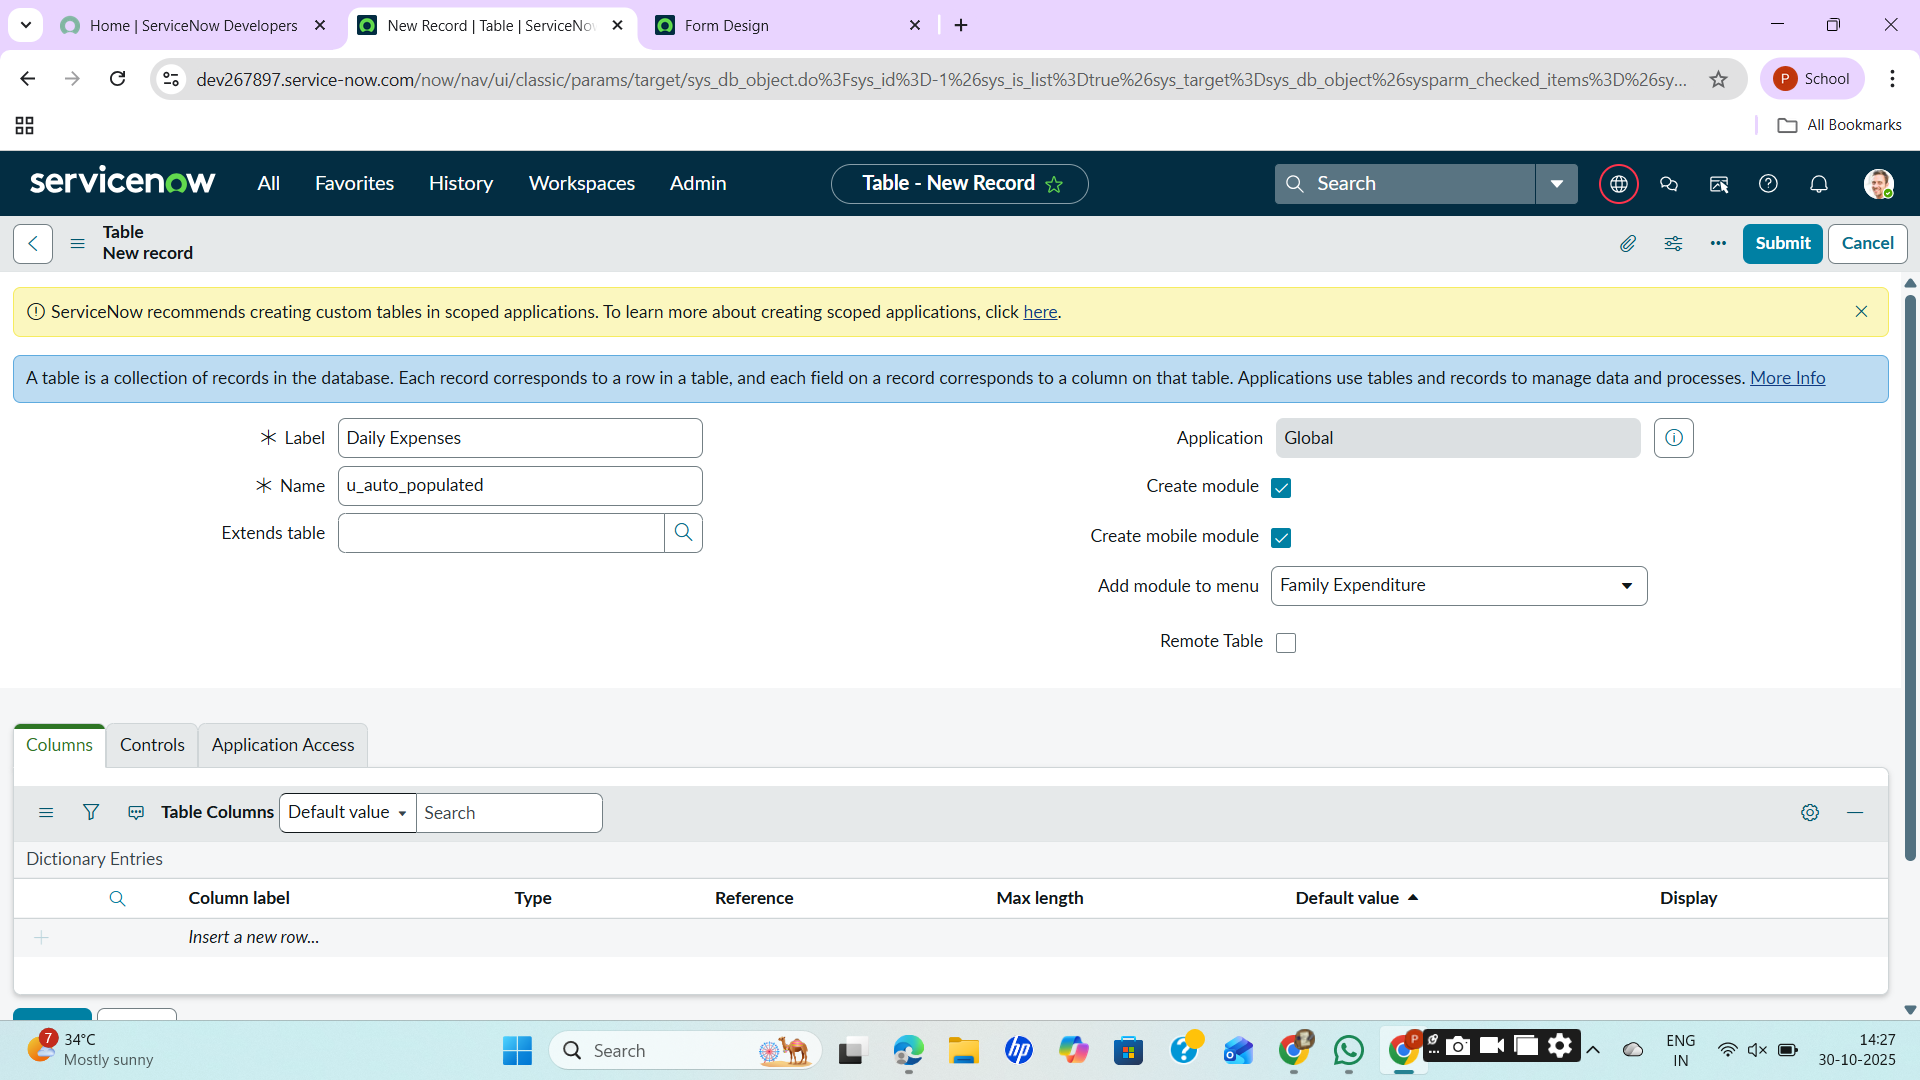 Home | ServiceNow Developers
New Record | Table | ServiceNo
Form Design
dev267897.service-now.com/now/nav/ui/classic/params/target/sys_db_object.do%3Fsys_id%3D-1%26sys_is_list%3Dtrue%26sys_target%3Dsys_db_object%26sysparm_checked_items%3D%26sy...
P School
All Bookmarks
servicenow All Favorites History Workspaces Admin Table - New Record Search
Table
New record
Submit Cancel
ServiceNow recommends creating custom tables in scoped applications. To learn more about creating scoped applications, click here.
A table is a collection of records in the database. Each record corresponds to a row in a table, and each field on a record corresponds to a column on that table. Applications use tables and records to manage data and processes. More Info
Label Daily Expenses Application Global
Name u_auto_populated Create module
Extends table Create mobile module
Add module to menu Family Expenditure
Remote Table
Columns Controls Application Access
Table Columns Default value Search
Dictionary Entries
Column label Type Reference Max length Default value Display
Insert a new row...
7 34°C
Mostly sunny
Search
hp
P
ENG
IN
14:27
30-10-2025